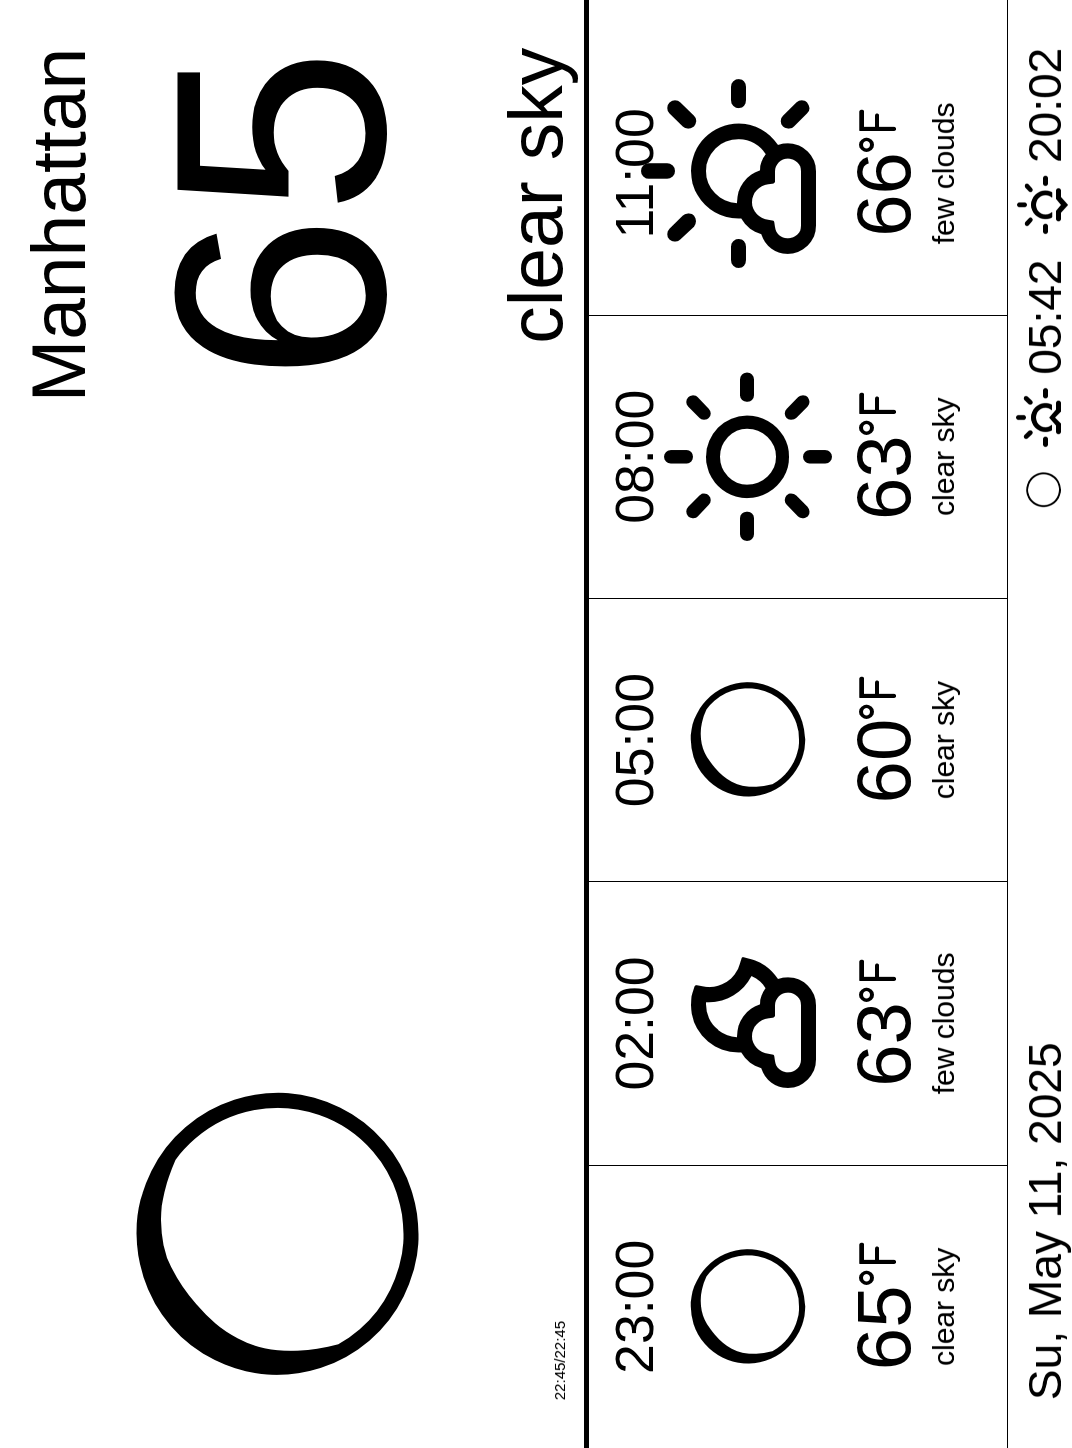 Manhattan
65
clear sky
22:45/22:45
23:00
65°F
clear sky
02:00
63°F
few clouds
05:00
60°F
clear sky
08:00
63°F
clear sky
11:00
66°F
few clouds
Su, May 11, 2025
05:42
20:02